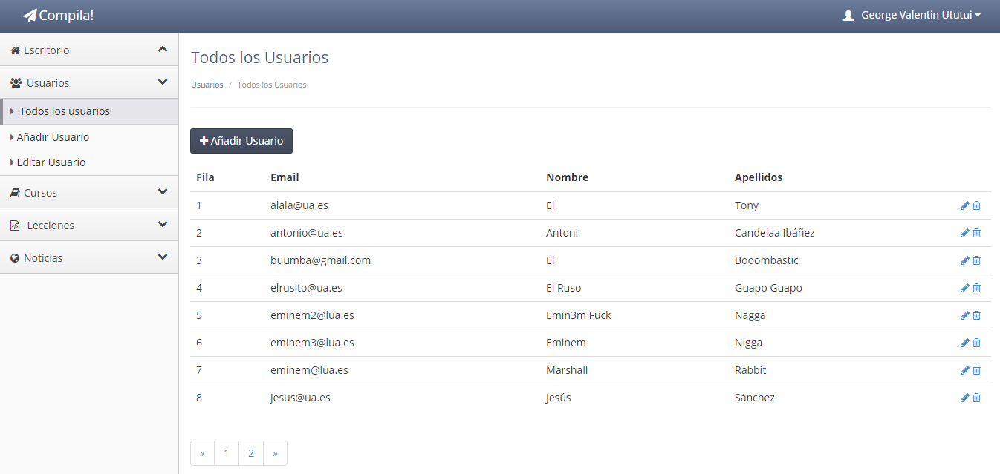 Compila!
George Valentin Ututui
Escritorio
Usuarios
Todos los usuarios
Añadir Usuario
Editar Usuario
Cursos
Lecciones
Noticias
Todos los Usuarios
Usuarios / Todos los Usuarios
Añadir Usuario
Fila Email Nombre Apellidos
1 alala@ua.es El Tony
2 antonio@ua.es Antoni Candelaa Ibáñez
3 buumba@gmail.com El Booombastic
4 elrusito@ua.es El Ruso Guapo Guapo
5 eminem2@lua.es Emin3m Fuck Nagga
6 eminem3@lua.es Eminem Nigga
7 eminem@lua.es Marshall Rabbit
8 jesus@ua.es Jesús Sánchez
« 1 2 »